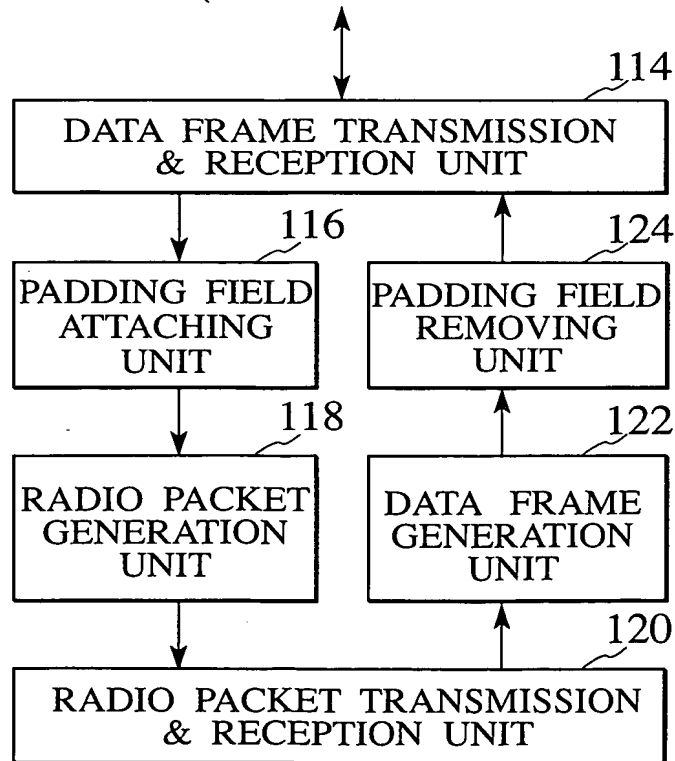 114
DATA FRAME TRANSMISSION
& RECEPTION UNIT
116
PADDING FIELD
ATTACHING
UNIT
124
PADDING FIELD
REMOVING
UNIT
118
RADIO PACKET
GENERATION
UNIT
122
DATA FRAME
GENERATION
UNIT
120
RADIO PACKET TRANSMISSION
& RECEPTION UNIT